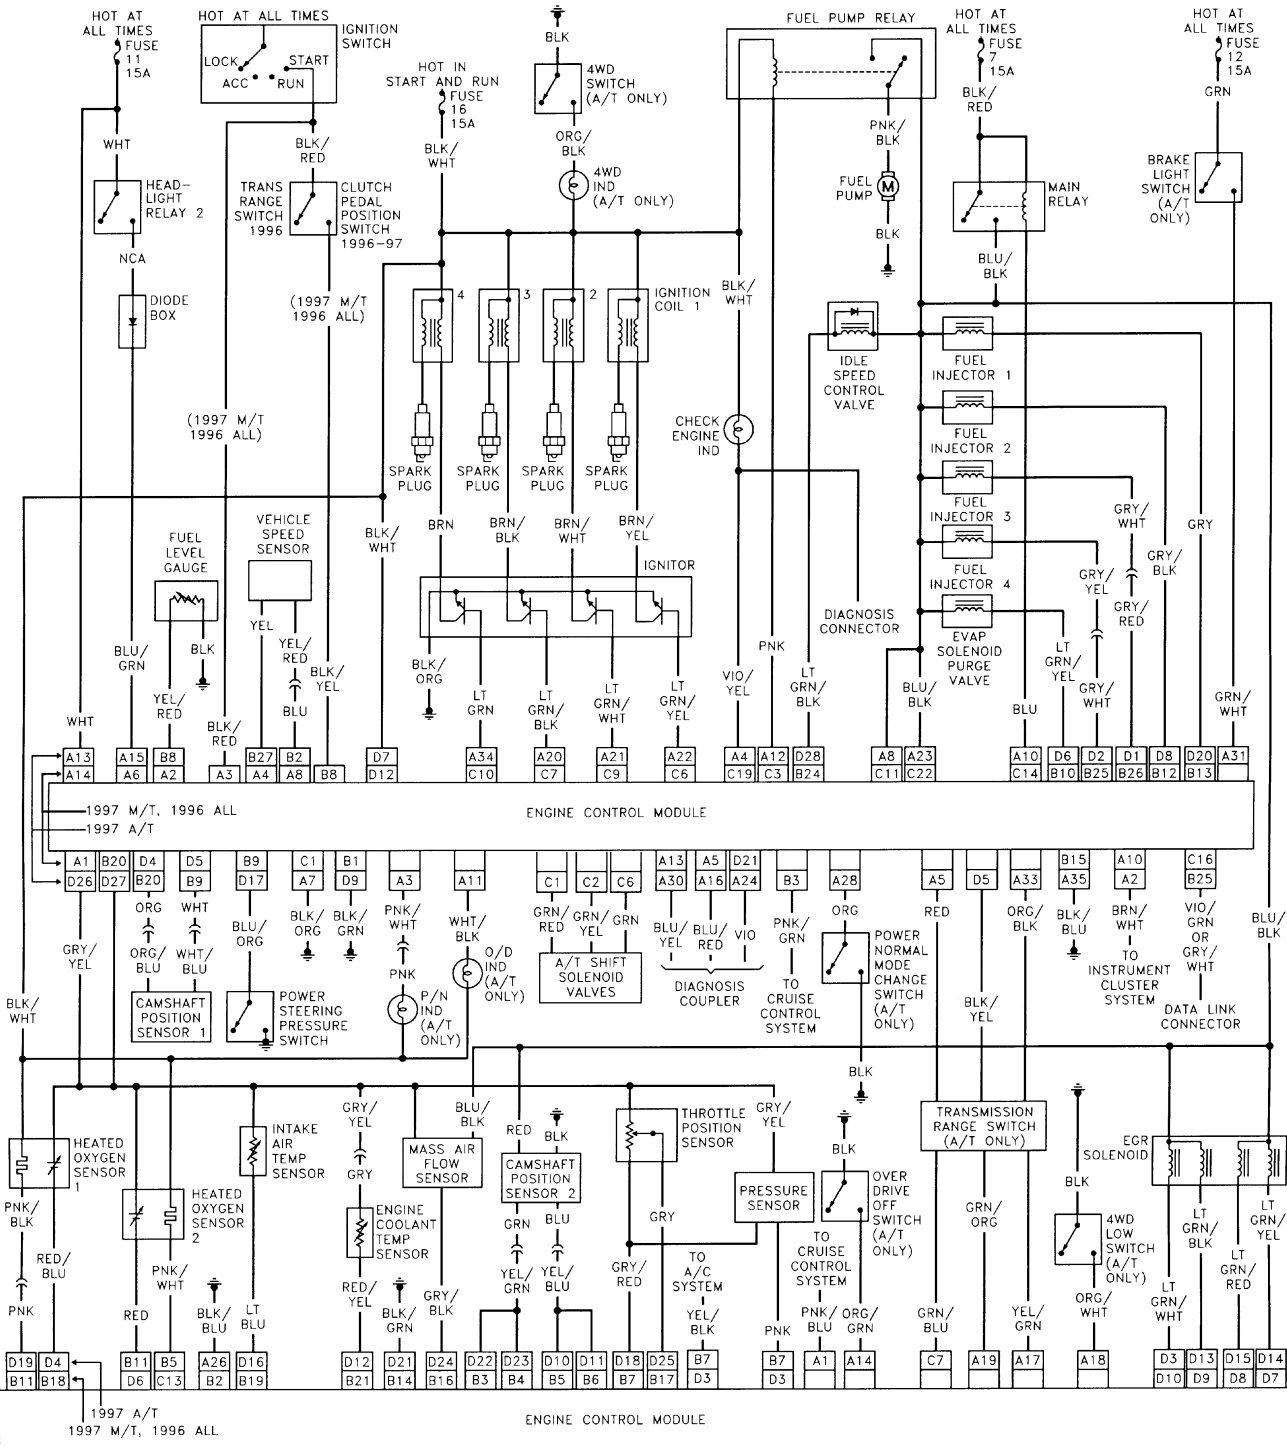 HOT AT
ALL TIMES
FUSE
11
15A
WHT
HEAD-
LIGHT
RELAY 2
NCA
DIODE
BOX
HOT AT ALL TIMES
IGNITION
SWITCH
LOCK
START
ACC
RUN
BLK/
RED
TRANS
RANGE
SWITCH
1996
CLUTCH
PEDAL
POSITION
SWITCH
1996-97
(1997 M/T
1996 ALL)
(1997 M/T
1996 ALL)
HOT IN
START AND RUN
FUSE
16
15A
BLK/
WHT
BLK
4WD
SWITCH
(A/T ONLY)
ORG/
BLK
4WD
IND
(A/T ONLY)
FUEL PUMP RELAY
PNK/
BLK
FUEL
PUMP
M
BLK
HOT AT
ALL TIMES
FUSE
7
15A
BLK/
RED
MAIN
RELAY
BLU/
BLK
HOT AT
ALL TIMES
FUSE
12
15A
GRN
BRAKE
LIGHT
SWITCH
(A/T
ONLY)
4
3
2
IGNITION
COIL 1
BLK/
WHT
IDLE
SPEED
CONTROL
VALVE
FUEL
INJECTOR 1
FUEL
INJECTOR 2
FUEL
INJECTOR 3
FUEL
INJECTOR 4
EVAP
SOLENOID
PURGE
VALVE
CHECK
ENGINE
IND
SPARK
PLUG
SPARK
PLUG
SPARK
PLUG
SPARK
PLUG
BLK/
WHT
BRN
BRN/
BLK
BRN/
WHT
BRN/
YEL
IGNITOR
DIAGNOSIS
CONNECTOR
GRY/
WHT
GRY
GRY/
BLK
GRY/
YEL
GRY/
RED
FUEL
LEVEL
GAUGE
VEHICLE
SPEED
SENSOR
WHT
BLU/
GRN
YEL/
RED
BLK
BLK/
RED
YEL
YEL/
RED
BLU
BLK/
YEL
BLK/
ORG
LT
GRN
LT
GRN/
BLK
LT
GRN/
WHT
LT
GRN/
YEL
VIO/
YEL
PNK
LT
GRN/
BLK
BLU/
BLK
BLU
LT
GRN/
YEL
GRY/
WHT
GRN/
WHT
A13 A15 B8 B27 B2 D7 A34 A20 A21 A22 A4 A12 D28 A8 A23 A10 D6 D2 D1 D8 D20 A31
A14 A6 A2 A3 A4 A8 B8 D12 C10 C7 C9 C6 C19 C3 B24 C11 C22 C14 B10 B25 B26 B12 B13
1997 M/T, 1996 ALL
1997 A/T
ENGINE CONTROL MODULE
A1 B20 D4 D5 B9 C1 B1 A13 A5 D21 B15 A10 C16
D26 D27 B20 B9 D17 A7 D9 A3 A11 C1 C2 C6 A30 A16 A24 B3 A28 A5 D5 A33 A35 A2 B25
GRY/
YEL
ORG
ORG/
BLU
WHT
WHT/
BLU
CAMSHAFT
POSITION
SENSOR 1
BLU/
ORG
POWER
STEERING
PRESSURE
SWITCH
BLK/
ORG
BLK/
GRN
PNK/
WHT
PNK
P/N
IND
(A/T
ONLY)
WHT/
BLK
O/D
IND
(A/T
ONLY)
GRN/
RED
GRN/
YEL
GRN
A/T SHIFT
SOLENOID
VALVES
BLU/
YEL
BLU/
RED
VIO
DIAGNOSIS
COUPLER
PNK/
GRN
TO
CRUISE
CONTROL
SYSTEM
ORG
POWER
NORMAL
MODE
CHANGE
SWITCH
(A/T
ONLY)
BLK
RED
BLK/
YEL
ORG/
BLK
BLK/
BLU
BRN/
WHT
TO
INSTRUMENT
CLUSTER
SYSTEM
VIO/
GRN
OR
GRY/
WHT
DATA LINK
CONNECTOR
BLU/
BLK
BLK/
WHT
HEATED
OXYGEN
SENSOR
1
PNK/
BLK
PNK
RED/
BLU
HEATED
OXYGEN
SENSOR
2
RED
PNK/
WHT
BLK/
BLU
INTAKE
AIR
TEMP
SENSOR
LT
BLU
GRY/
YEL
GRY
ENGINE
COOLANT
TEMP
SENSOR
RED/
YEL
BLK/
GRN
BLU/
BLK
MASS AIR
FLOW
SENSOR
GRY/
BLK
RED
BLK
CAMSHAFT
POSITION
SENSOR 2
GRN
YEL/
GRN
BLU
YEL/
BLU
THROTTLE
POSITION
SENSOR
GRY/
YEL
GRY
GRY/
RED
PRESSURE
SENSOR
TO
A/C
SYSTEM
YEL/
BLK
PNK
BLK
OVER
DRIVE
OFF
SWITCH
(A/T
ONLY)
TO
CRUISE
CONTROL
SYSTEM
PNK/
BLU
ORG/
GRN
TRANSMISSION
RANGE SWITCH
(A/T ONLY)
GRN/
BLU
GRN/
ORG
YEL/
GRN
BLK
4WD
LOW
SWITCH
(A/T
ONLY)
ORG/
WHT
EGR
SOLENOID
LT
GRN/
WHT
LT
GRN/
BLK
LT
GRN/
RED
LT
GRN/
YEL
D19 D4 B11 B5 A26 D16 D12 D21 D24 D22 D23 D10 D11 D18 D25 B7 B7 A1 A14 C7 A19 A17 A18 D3 D13 D15 D14
B11 B18 D6 C13 B2 B19 B21 B14 B16 B3 B4 B5 B6 B7 B17 D3 D3 D10 D9 D8 D7
1997 A/T
1997 M/T, 1996 ALL
ENGINE CONTROL MODULE